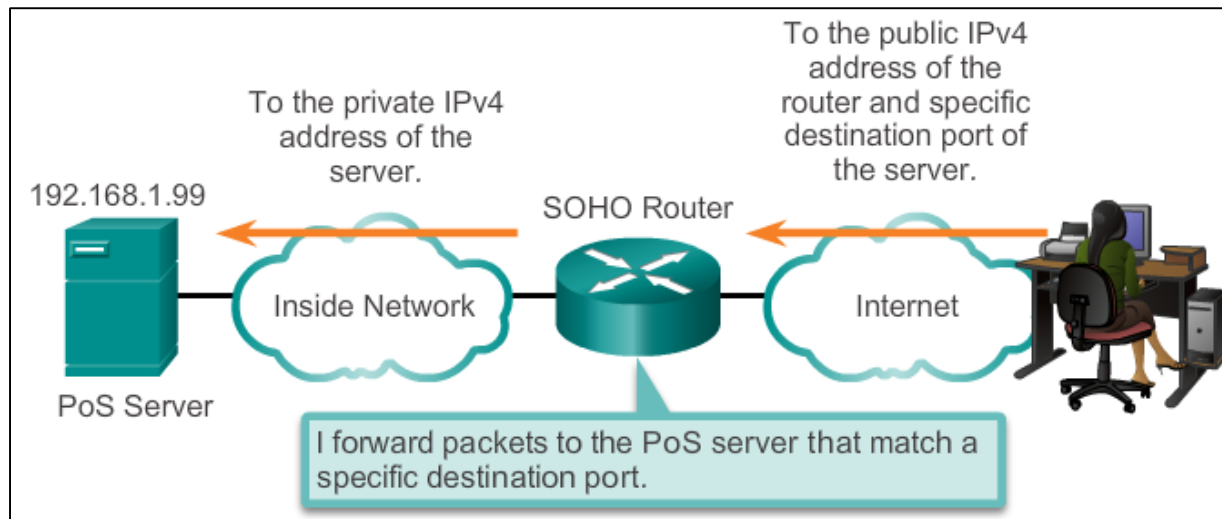 To the public IPv4
address of the
router and specific
destination port of
the server.
To the private IPv4
address of the
server.
192.168.1.99
SOHO Router
Inside Network
Internet
PoS Server
I forward packets to the PoS server that match a
specific destination port.